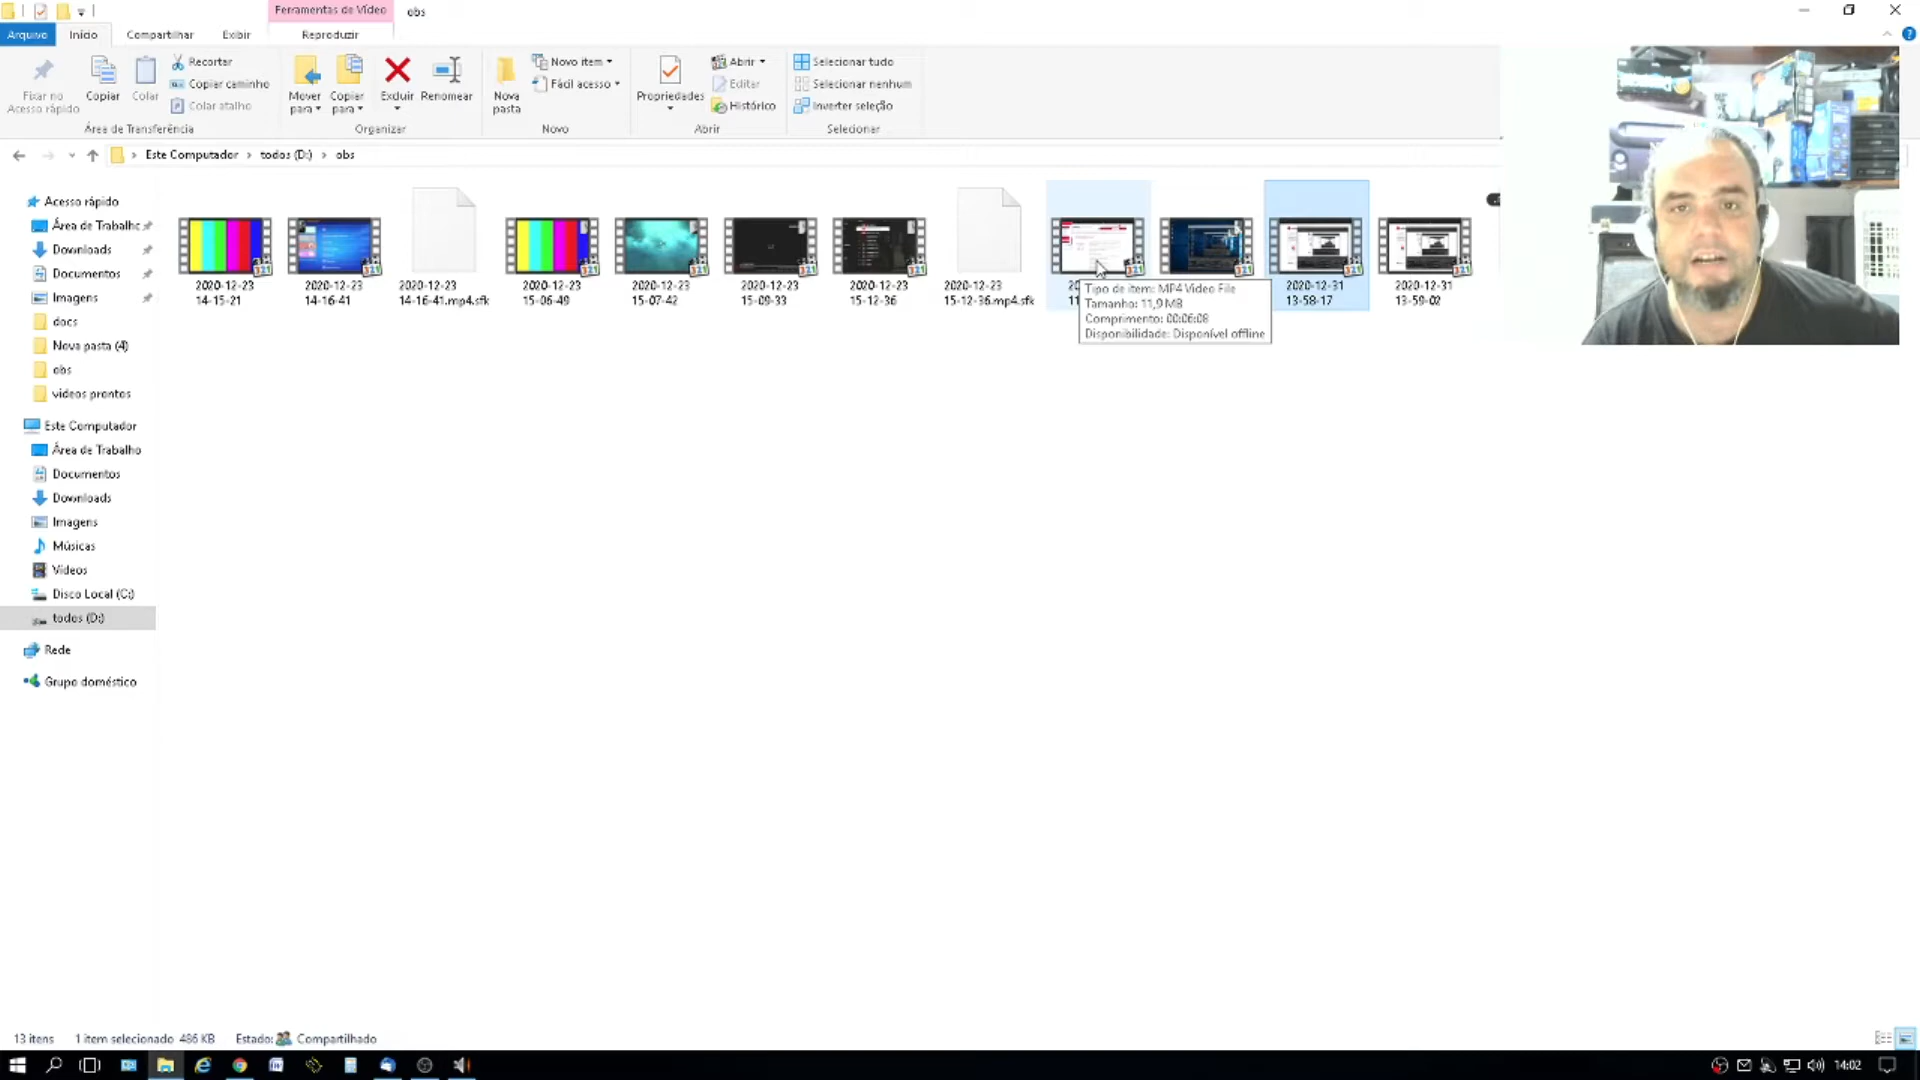 Ferramentas de Vídeo
obs
Arquivo
Início
Compartilhar
Exibir
Reproduzir
Fixar no
Acesso rápido
Copiar
Colar
Recortar
Copiar caminho
Colar atalho
Área de Transferência
Mover
para
Copiar
para
Excluir
Renomear
Organizar
Nova
pasta
Novo item
Fácil acesso
Novo
Propriedades
Abrir
Editar
Histórico
Abrir
Selecionar tudo
Selecionar nenhum
Inverter seleção
Selecionar
Este Computador
todos (D:)
obs
Acesso rápido
Área de Trabalho
Downloads
Documentos
Imagens
docs
Nova pasta (4)
obs
videos prontos
Este Computador
Área de Trabalho
Documentos
Downloads
Imagens
Músicas
Vídeos
Disco Local (C:)
todos (D:)
Rede
Grupo doméstico
2020-12-23
14-15-21
2020-12-23
14-16-41
2020-12-23
14-16-41.mp4.sfk
2020-12-23
15-06-49
2020-12-23
15-07-42
2020-12-23
15-09-33
2020-12-23
15-12-36
2020-12-23
15-12-36.mp4.sfk
2020-12-31
13-58-17
2020-12-31
13-59-02
Tipo de item: MP4 Video File
Tamanho: 11,9 MB
Comprimento: 00:06:08
Disponibilidade: Disponível offline
13 itens
1 item selecionado 486 KB
Estado:
Compartilhado
14:02